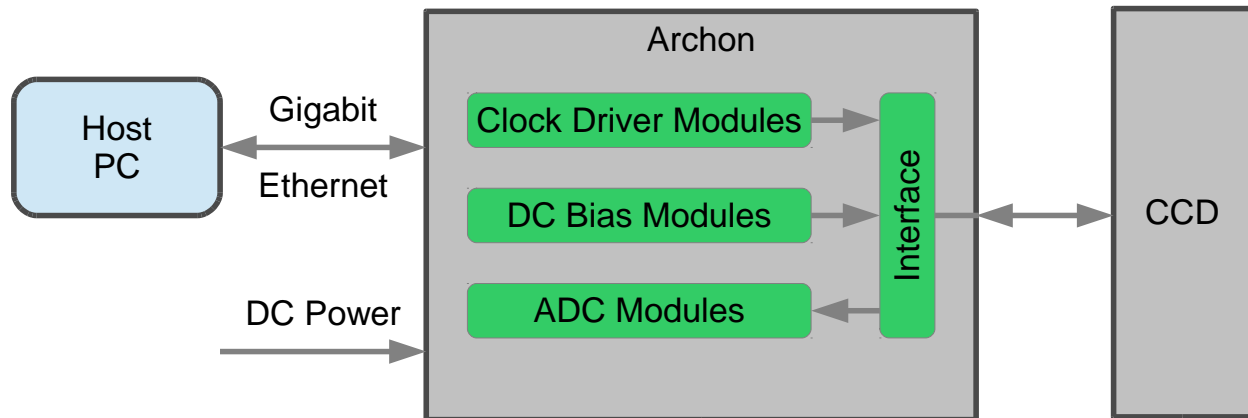 Archon
Host
PC
Gigabit
Ethernet
DC Power
Clock Driver Modules
DC Bias Modules
ADC Modules
Interface
CCD